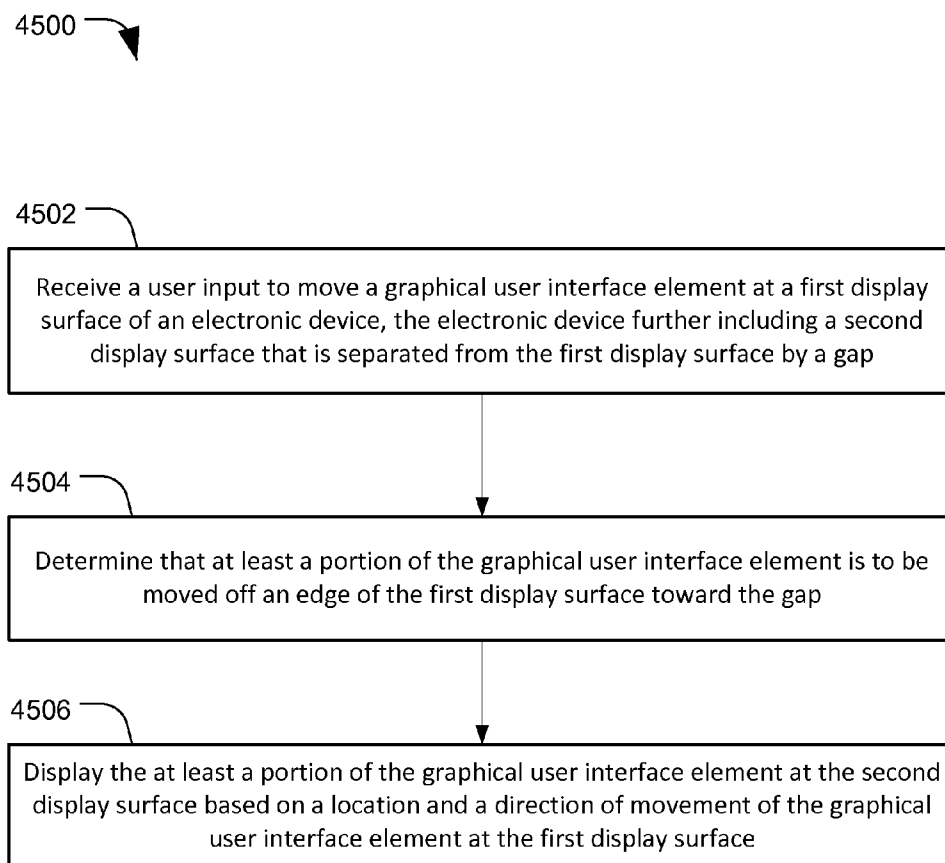 4500
4502
Receive a user input to move a graphical user interface element at a first display
surface of an electronic device, the electronic device further including a second
display surface that is separated from the first display surface by a gap
4504
Determine that at least a portion of the graphical user interface element is to be
moved off an edge of the first display surface toward the gap
4506
Display the at least a portion of the graphical user interface element at the second
display surface based on a location and a direction of movement of the graphical
user interface element at the first display surface